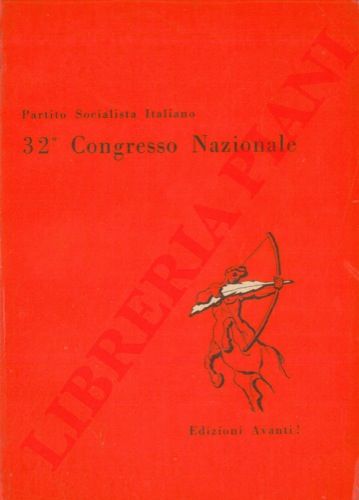 Partito Socialista Italiano
32° Congresso Nazionale
LIBRERIA PIANI
Edizioni Avanti!